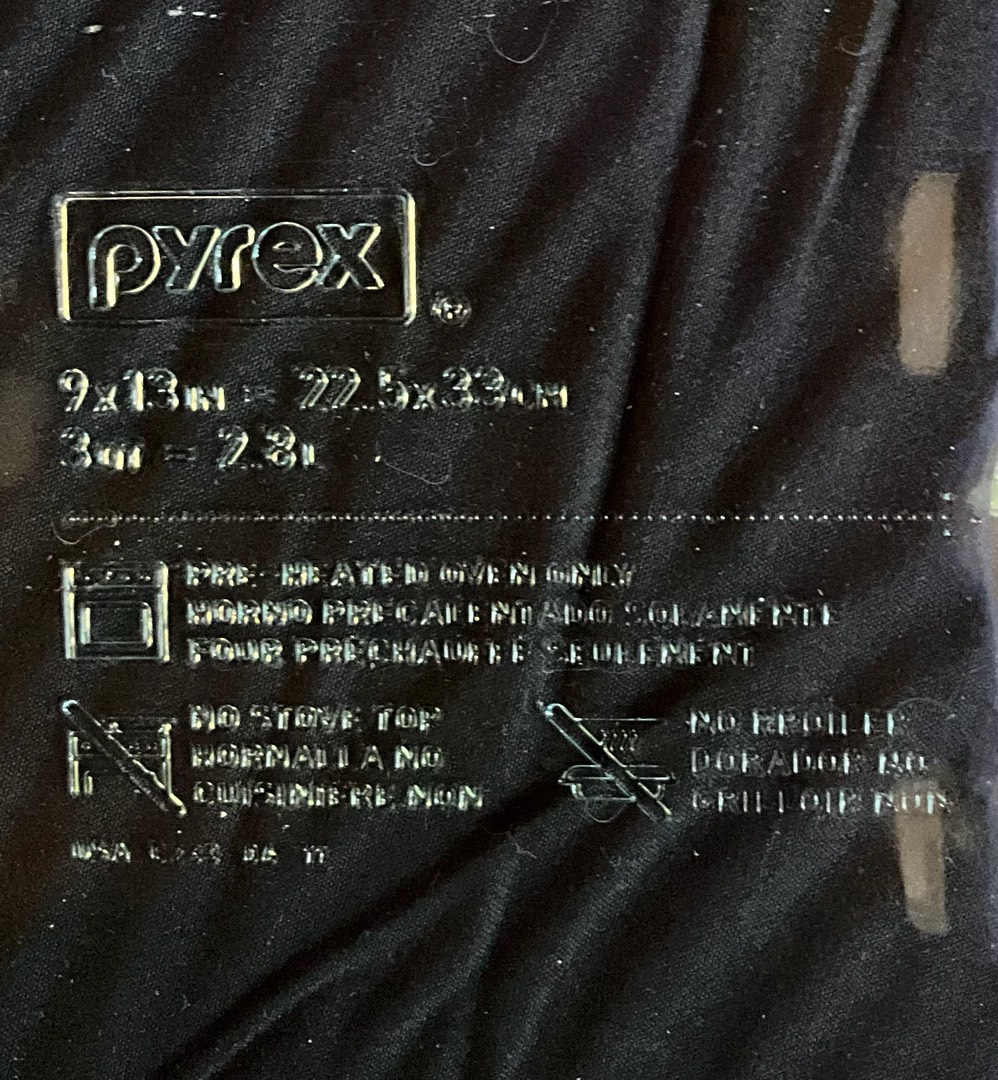 pyrex ®
9x13IN = 22.5x33CM
3QT = 2.8L
PRE-HEATED OVEN ONLY
HORNO PRECALENTADO SOLAMENTE
FOUR PRÉCHAUFFÉ SEULEMENT
NO STOVE TOP
HORNALLA NO
CUISINIÈRE NON
NO BROILER
DORADOR NO
GRILLOIR NON
USA